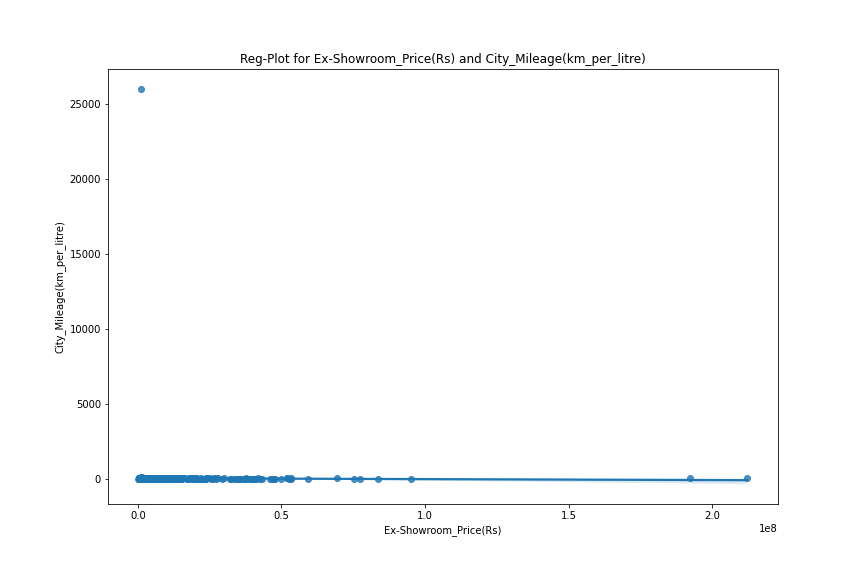 Reg-Plot for Ex-Showroom_Price(Rs) and City_Mileage(km_per_litre)
25000
20000
15000
10000
5000
0
City_Mileage(km_per_litre)
0.0 0.5 1.0 1.5 2.0
1e8
Ex-Showroom_Price(Rs)